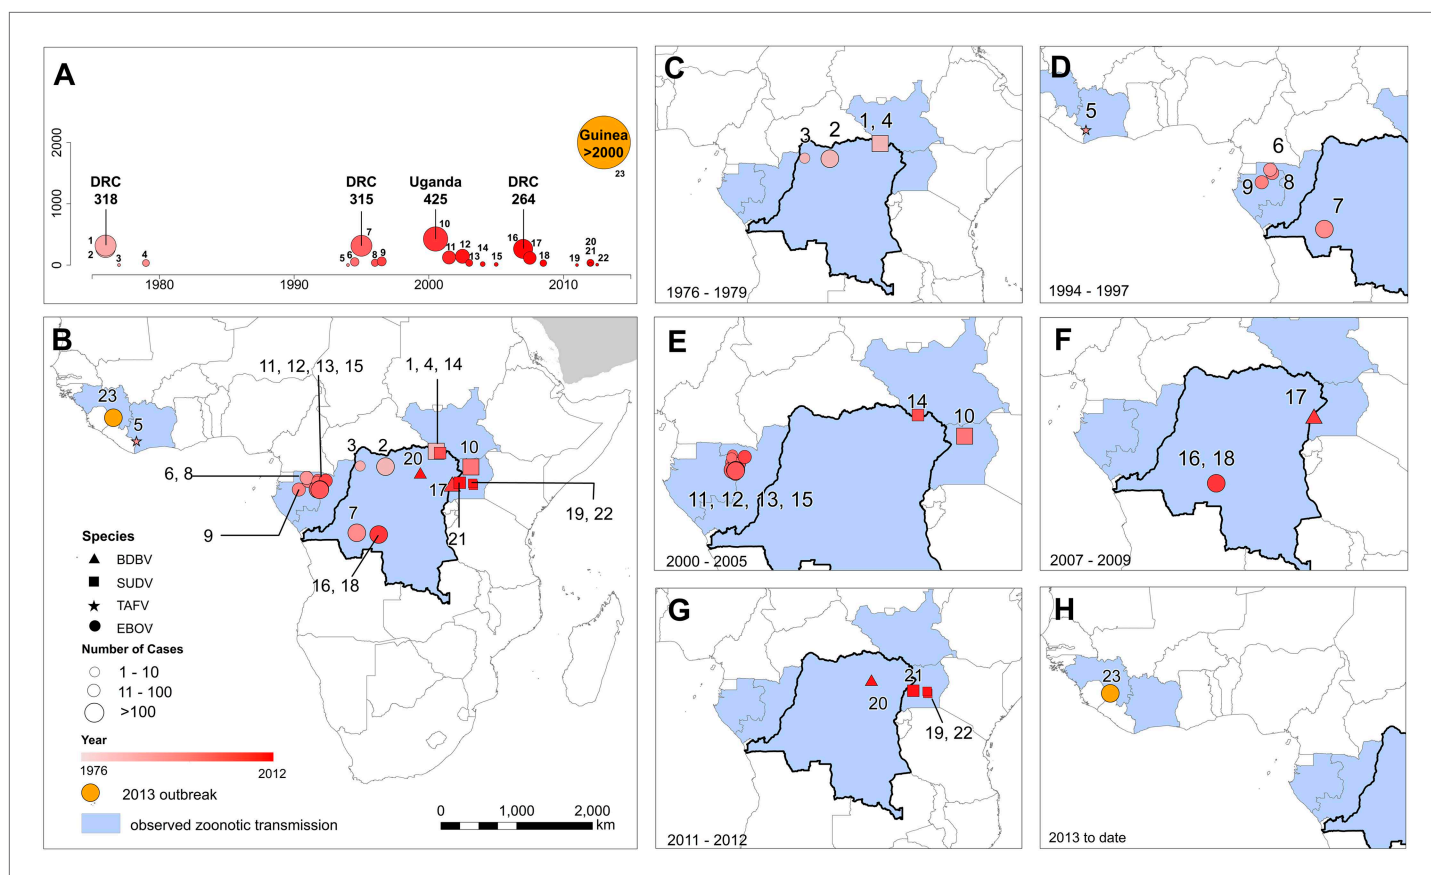 A
2000
1000
0
DRC
318
DRC
315
Uganda
425
DRC
264
Guinea
>2000
23
1
2
3
4
5
6
7
8
9
10
11
12
13
14
15
16
17
18
19
20
21
22
1980
1990
2000
2010
B
11, 12, 13, 15
1, 4, 14
23
5
3
2
20
10
6, 8
17
19, 22
9
7
21
16, 18
Species
BDBV
SUDV
TAFV
EBOV
Number of Cases
1 - 10
11 - 100
>100
Year
1976
2012
2013 outbreak
observed zoonotic transmission
0
1,000
2,000
km
C
3
2
1, 4
1976 - 1979
D
5
6
9
8
7
1994 - 1997
E
14
10
11, 12, 13, 15
2000 - 2005
F
17
16, 18
2007 - 2009
G
21
20
19, 22
2011 - 2012
H
23
2013 to date